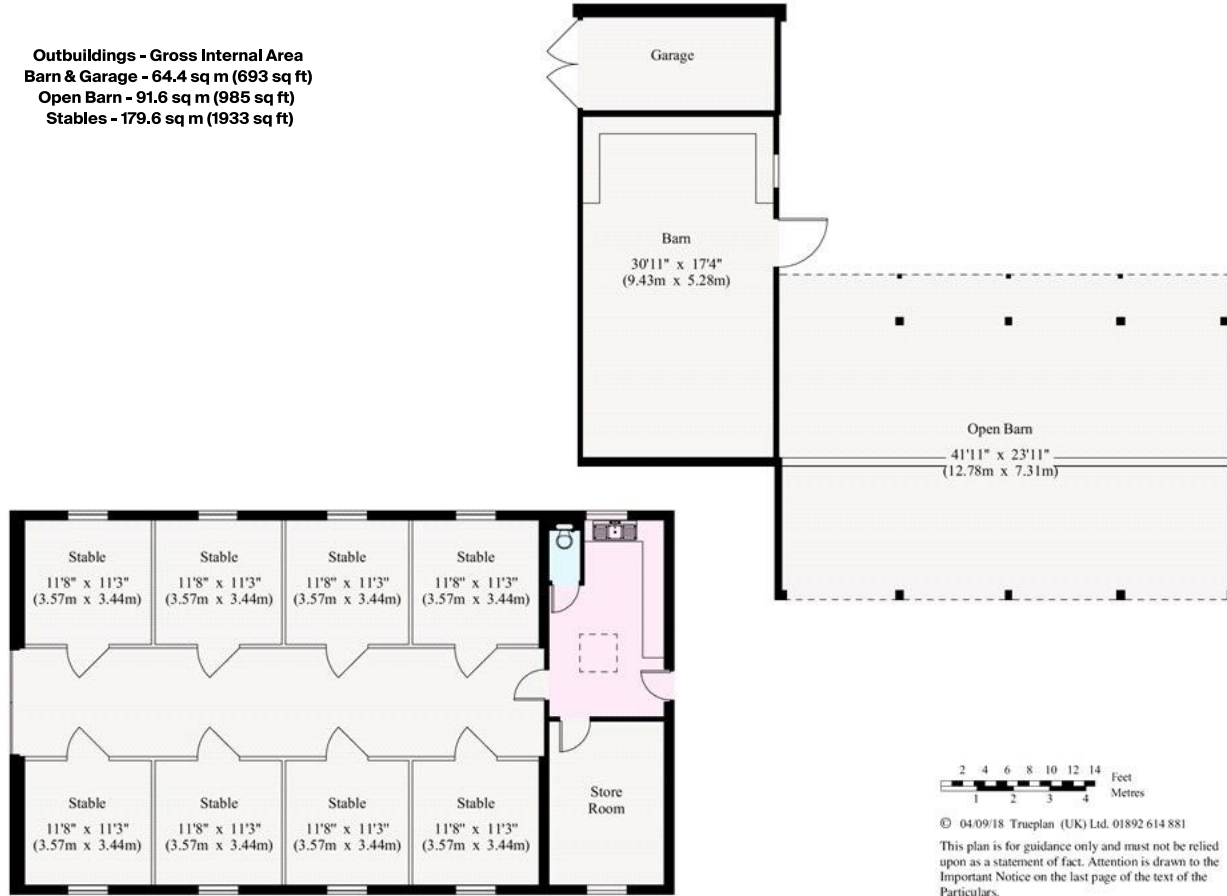 Outbuildings - Gross Internal Area
Barn & Garage - 64.4 sq m (693 sq ft)
Open Barn - 91.6 sq m (985 sq ft)
Stables - 179.6 sq m (1933 sq ft)
Garage
Barn
30'11" x 17'4"
(9.43m x 5.28m)
Open Barn
41'11" x 23'11"
(12.78m x 7.31m)
Stable
11'8" x 11'3"
(3.57m x 3.44m)
Stable
11'8" x 11'3"
(3.57m x 3.44m)
Stable
11'8" x 11'3"
(3.57m x 3.44m)
Stable
11'8" x 11'3"
(3.57m x 3.44m)
Stable
11'8" x 11'3"
(3.57m x 3.44m)
Stable
11'8" x 11'3"
(3.57m x 3.44m)
Stable
11'8" x 11'3"
(3.57m x 3.44m)
Stable
11'8" x 11'3"
(3.57m x 3.44m)
Store
Room
2 4 6 8 10 12 14 Feet
1 2 3 4 Metres
© 04/09/18 Trueplan (UK) Ltd. 01892 614 881
This plan is for guidance only and must not be relied
upon as a statement of fact. Attention is drawn to the
Important Notice on the last page of the text of the
Particulars.